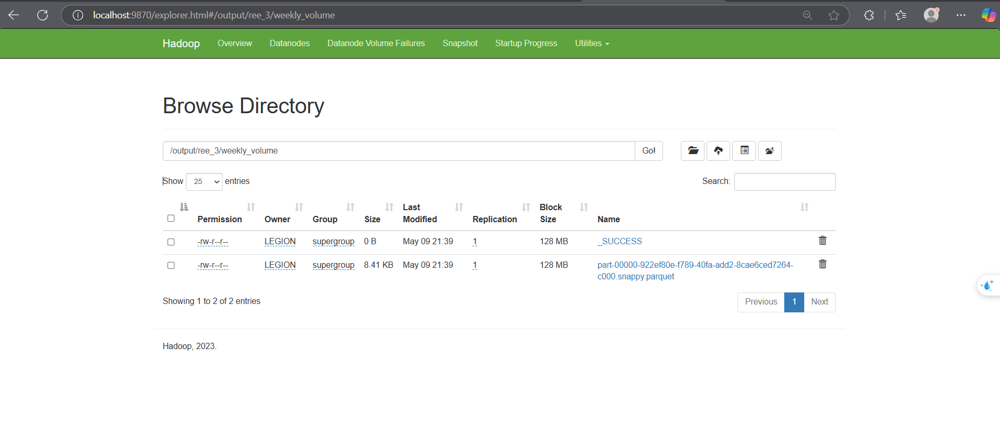 localhost:9870/explorer.html#/output/ree_3/weekly_volume
Hadoop Overview Datanodes Datanode Volume Failures Snapshot Startup Progress Utilities
Browse Directory
/output/ree_3/weekly_volume Go!
Show 25 entries Search:
Permission Owner Group Size Last Modified Replication Block Size Name
-rw-r--r-- LEGION supergroup 0 B May 09 21:39 1 128 MB _SUCCESS
-rw-r--r-- LEGION supergroup 8.41 KB May 09 21:39 1 128 MB part-00000-922ef80e-f789-40fa-add2-8cae6ced7264-
c000.snappy.parquet
Showing 1 to 2 of 2 entries Previous 1 Next
Hadoop, 2023.